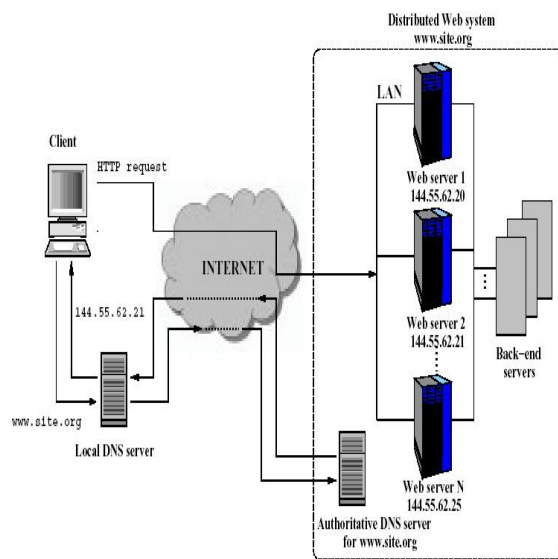 Distributed Web system
www.site.org
LAN
Client
HTTP request
Web server 1
144.55.62.20
INTERNET
144.55.62.21
Web server 2
144.55.62.21
Back-end
servers
www.site.org
Local DNS server
Web server N
144.55.62.25
Authoritative DNS server
for www.site.org